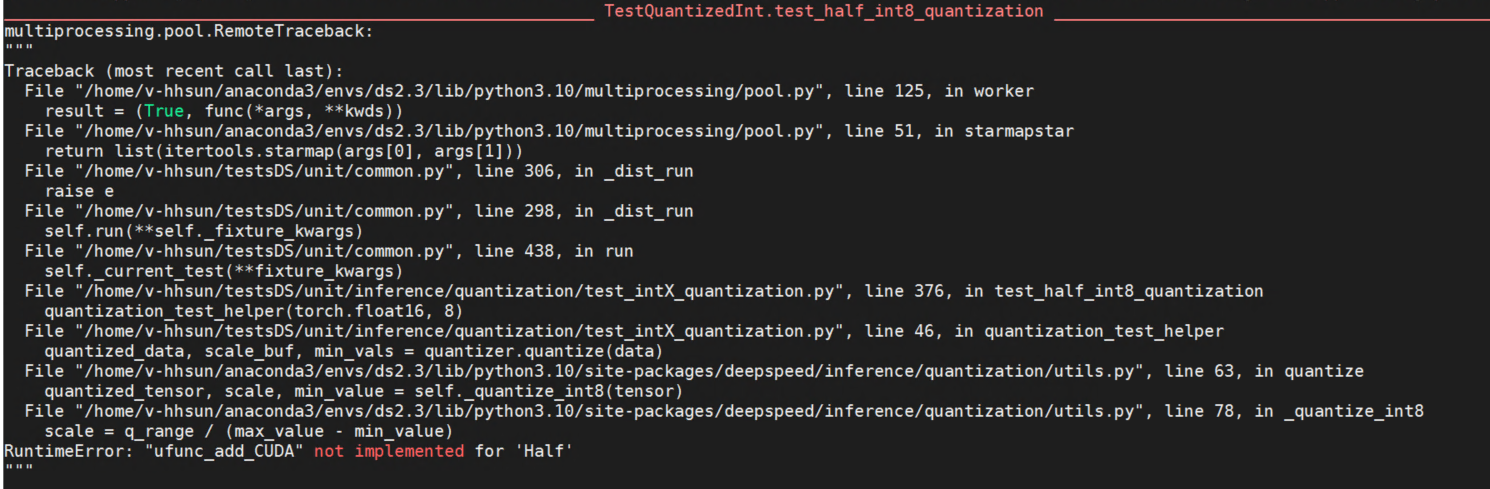 TestQuantizedInt.test_half_int8_quantization
multiprocessing.pool.RemoteTraceback:
"""
Traceback (most recent call last):
  File "/home/v-hhsun/anaconda3/envs/ds2.3/lib/python3.10/multiprocessing/pool.py", line 125, in worker
    result = (True, func(*args, **kwds))
  File "/home/v-hhsun/anaconda3/envs/ds2.3/lib/python3.10/multiprocessing/pool.py", line 51, in starmapstar
    return list(itertools.starmap(args[0], args[1]))
  File "/home/v-hhsun/testsDS/unit/common.py", line 306, in _dist_run
    raise e
  File "/home/v-hhsun/testsDS/unit/common.py", line 298, in _dist_run
    self.run(**self._fixture_kwargs)
  File "/home/v-hhsun/testsDS/unit/common.py", line 438, in run
    self._current_test(**fixture_kwargs)
  File "/home/v-hhsun/testsDS/unit/inference/quantization/test_intX_quantization.py", line 376, in test_half_int8_quantization
    quantization_test_helper(torch.float16, 8)
  File "/home/v-hhsun/testsDS/unit/inference/quantization/test_intX_quantization.py", line 46, in quantization_test_helper
    quantized_data, scale_buf, min_vals = quantizer.quantize(data)
  File "/home/v-hhsun/anaconda3/envs/ds2.3/lib/python3.10/site-packages/deepspeed/inference/quantization/utils.py", line 63, in quantize
    quantized_tensor, scale, min_value = self._quantize_int8(tensor)
  File "/home/v-hhsun/anaconda3/envs/ds2.3/lib/python3.10/site-packages/deepspeed/inference/quantization/utils.py", line 78, in _quantize_int8
    scale = q_range / (max_value - min_value)
RuntimeError: "ufunc_add_CUDA" not implemented for 'Half'
"""